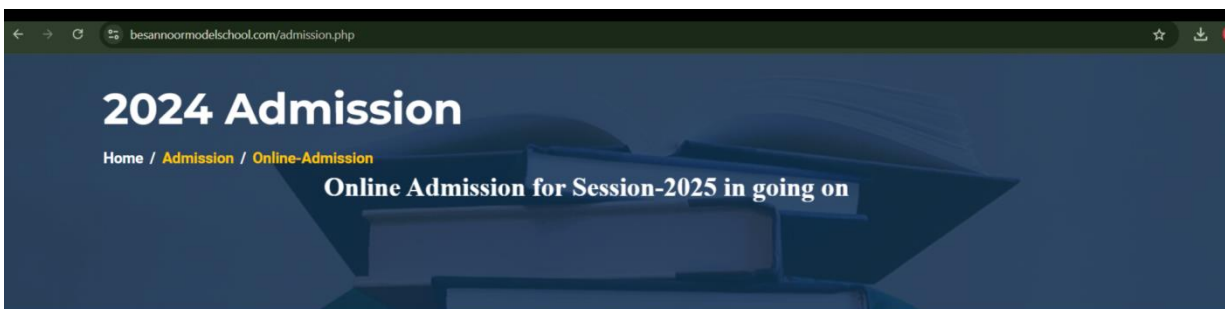 besannoormodelschool.com/admission.php
2024 Admission
Home / Admission / Online-Admission
Online Admission for Session-2025 in going on